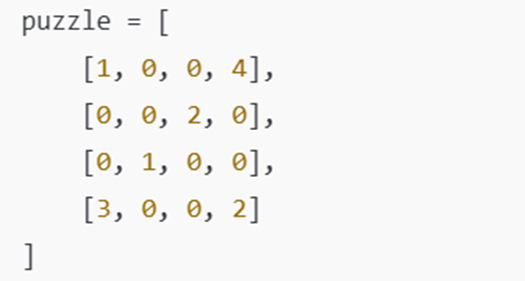 puzzle = [
    [1, 0, 0, 4],
    [0, 0, 2, 0],
    [0, 1, 0, 0],
    [3, 0, 0, 2]
]